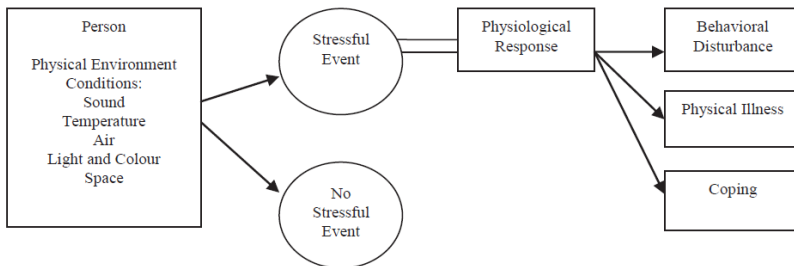 Person
Physical Environment
Conditions:
Sound
Temperature
Air
Light and Colour
Space
Stressful
Event
No
Stressful
Event
Physiological
Response
Behavioral
Disturbance
Physical Illness
Coping